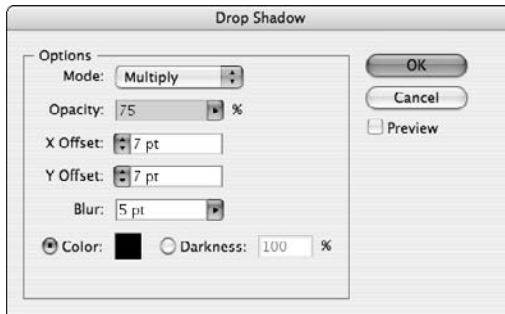 Drop Shadow
Options
Mode: Multiply
Opacity: 75 %
X Offset: 7 pt
Y Offset: 7 pt
Blur: 5 pt
Color: Darkness: 100 %
OK
Cancel
Preview